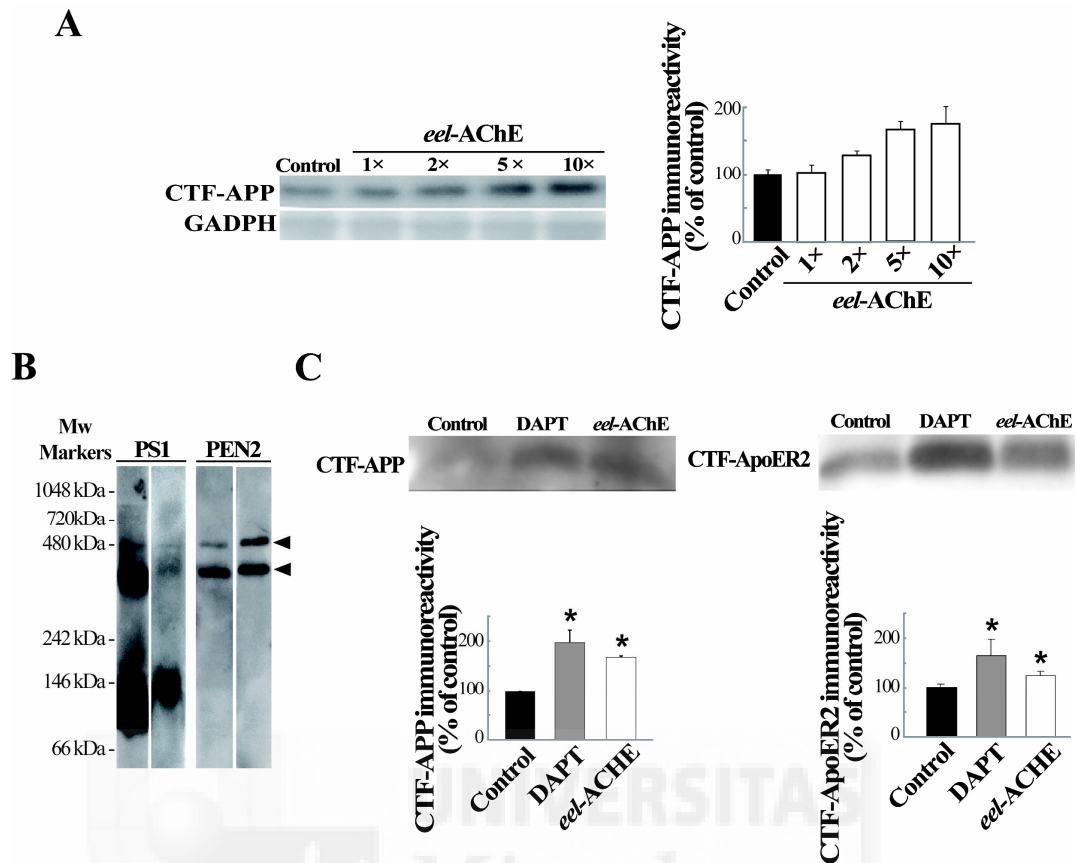 A
eel-AChE
Control 1× 2× 5× 10×
CTF-APP
GADPH
CTF-APP immunoreactivity
(% of control)
200
100
0
Control 1× 2× 5× 10×
eel-AChE
B
Mw
Markers PS1 PEN2
1048 kDa -
720kDa -
480 kDa -
242 kDa -
146 kDa -
66 kDa -
C
Control DAPT eel-AChE
CTF-APP
CTF-APP immunoreactivity
(% of control)
200
100
0
* *
Control DAPT eel-ACHE
Control DAPT eel-AChE
CTF-ApoER2
CTF-ApoER2 immunoreactivity
(% of control)
200
100
0
* *
Control DAPT eel-ACHE
UNIVERSITAS